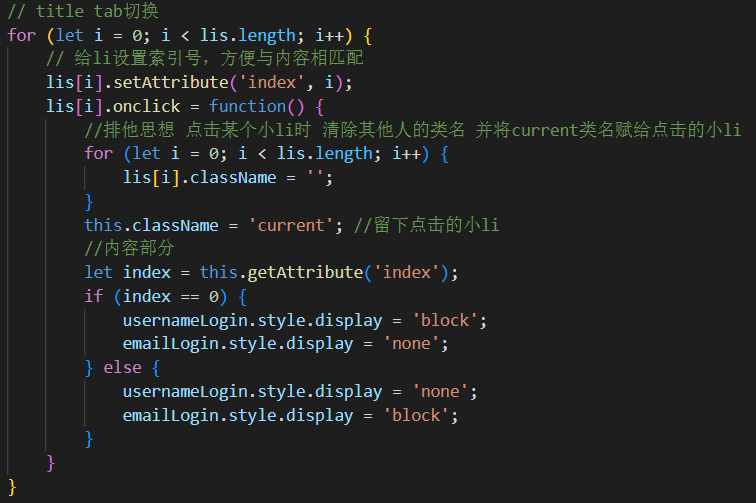 // title tab切换
for (let i = 0; i < lis.length; i++) {
    // 给li设置索引号，方便与内容相匹配
    lis[i].setAttribute('index', i);
    lis[i].onclick = function() {
        //排他思想 点击某个小li时 清除其他人的类名 并将current类名赋给点击的小li
        for (let i = 0; i < lis.length; i++) {
            lis[i].className = '';
        }
        this.className = 'current'; //留下点击的小li
        //内容部分
        let index = this.getAttribute('index');
        if (index == 0) {
            usernameLogin.style.display = 'block';
            emailLogin.style.display = 'none';
        } else {
            usernameLogin.style.display = 'none';
            emailLogin.style.display = 'block';
        }
    }
}